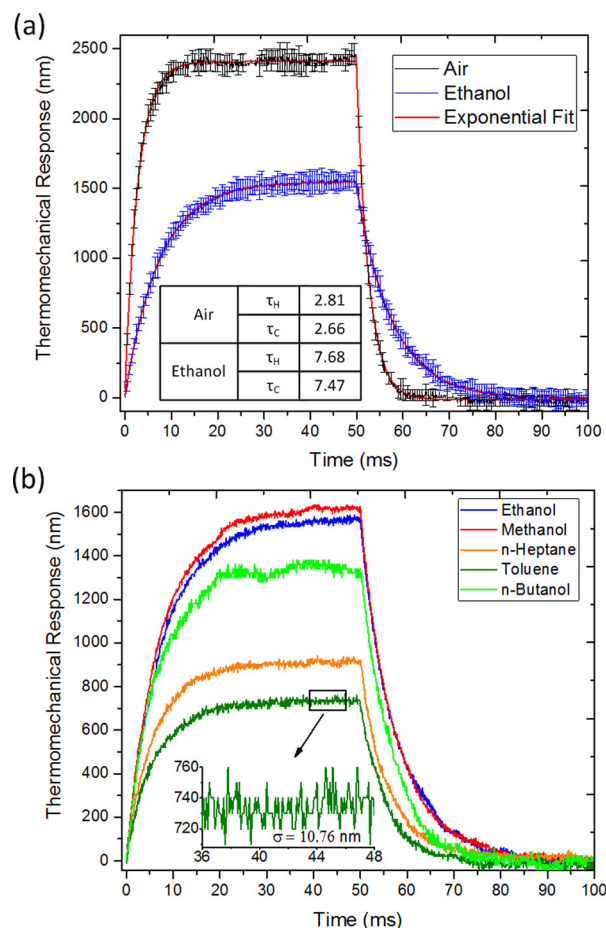 (a)
2500
2000
1500
1000
500
0
Thermomechanical Response (nm)
Air
Ethanol
Exponential Fit
Air τH 2.81
τC 2.66
Ethanol τH 7.68
τC 7.47
0 10 20 30 40 50 60 70 80 90 100
Time (ms)
(b)
1600
1400
1200
1000
800
600
400
200
0
Thermomechanical Response (nm)
Ethanol
Methanol
n-Heptane
Toluene
n-Butanol
760
740
720
σ = 10.76 nm
36 40 44 48
0 10 20 30 40 50 60 70 80 90 100
Time (ms)